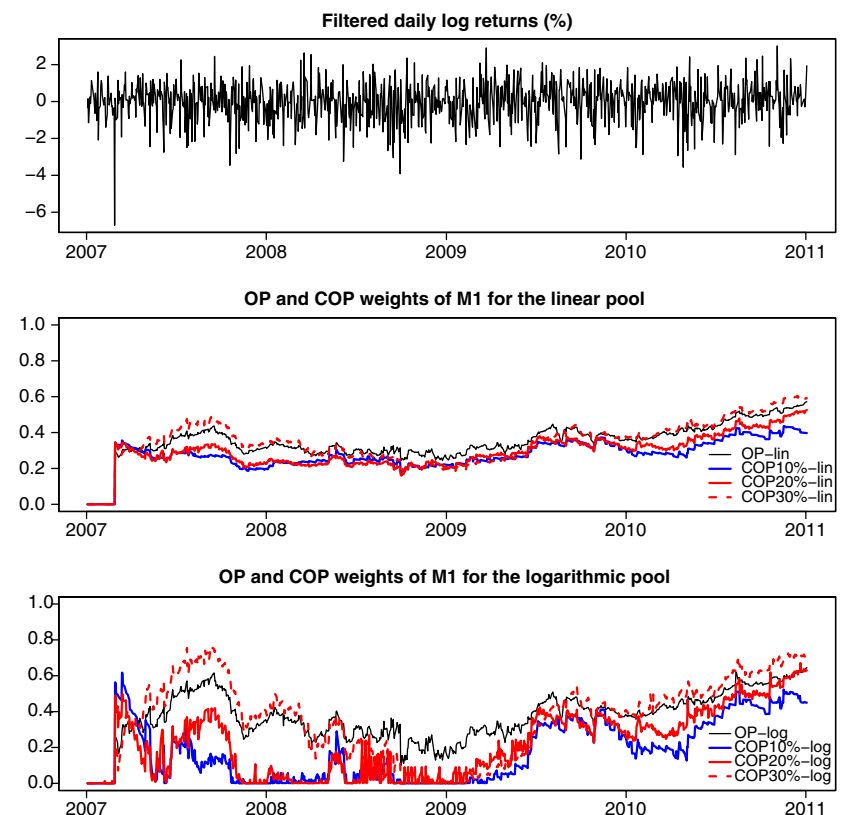 Filtered daily log returns (%)
2
0
−2
−4
−6
2007 2008 2009 2010 2011
OP and COP weights of M1 for the linear pool
1.0
0.8
0.6
0.4
0.2
0.0
OP−lin
COP10%−lin
COP20%−lin
COP30%−lin
2007 2008 2009 2010 2011
OP and COP weights of M1 for the logarithmic pool
1.0
0.8
0.6
0.4
0.2
0.0
OP−log
COP10%−log
COP20%−log
COP30%−log
2007 2008 2009 2010 2011